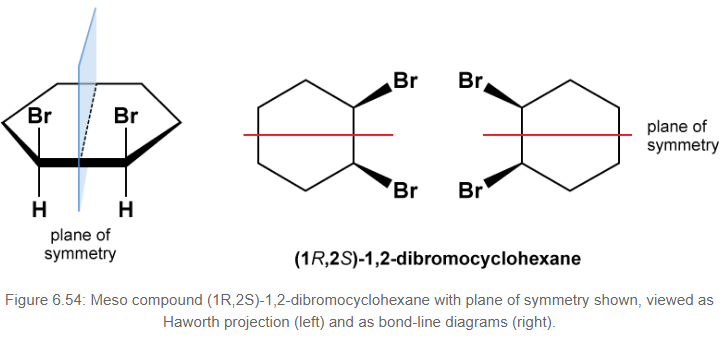 Br
Br
H
H
plane of
symmetry
Br
Br
Br
Br
plane of
symmetry
(1R,2S)-1,2-dibromocyclohexane
Figure 6.54: Meso compound (1R,2S)-1,2-dibromocyclohexane with plane of symmetry shown, viewed as
Haworth projection (left) and as bond-line diagrams (right).